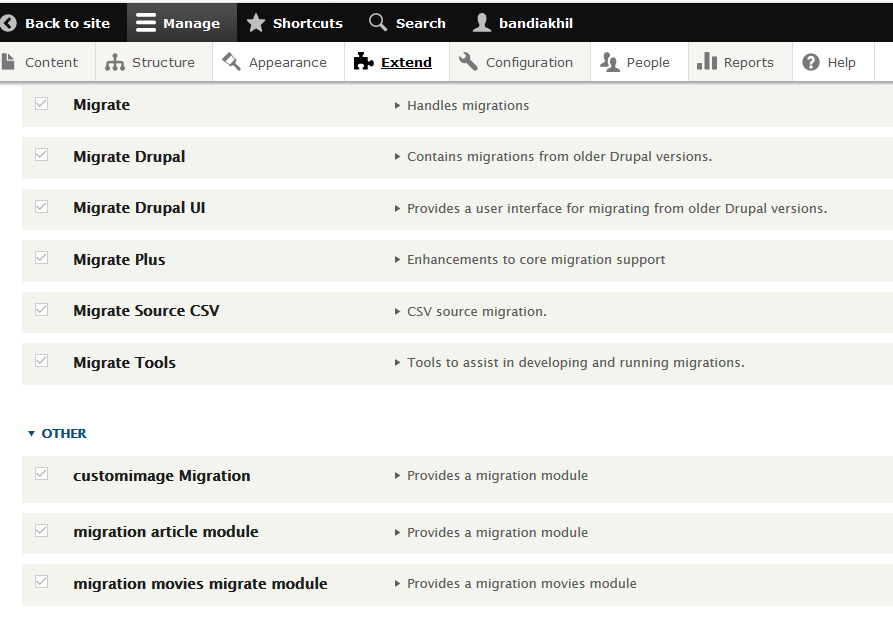 Back to site Manage Shortcuts Search bandiakhil
Content Structure Appearance Extend Configuration People Reports Help
Migrate Handles migrations
Migrate Drupal Contains migrations from older Drupal versions.
Migrate Drupal UI Provides a user interface for migrating from older Drupal versions.
Migrate Plus Enhancements to core migration support
Migrate Source CSV CSV source migration.
Migrate Tools Tools to assist in developing and running migrations.
OTHER
customimage Migration Provides a migration module
migration article module Provides a migration module
migration movies migrate module Provides a migration movies module